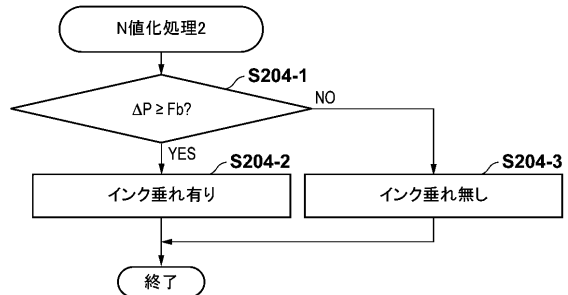 N値化処理2
S204-1
ΔP ≥ Fb?
NO
YES
S204-2
S204-3
インク垂れ有り
インク垂れ無し
終了